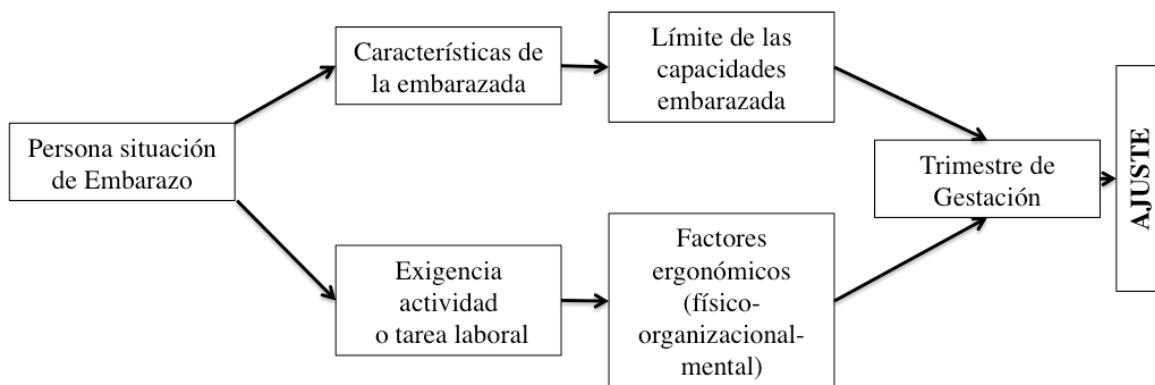 Persona situación
de Embarazo
Características de
la embarazada
Límite de las
capacidades
embarazada
Exigencia
actividad
o tarea laboral
Factores
ergonómicos
(físico-
organizacional-
mental)
Trimestre de
Gestación
AJUSTE